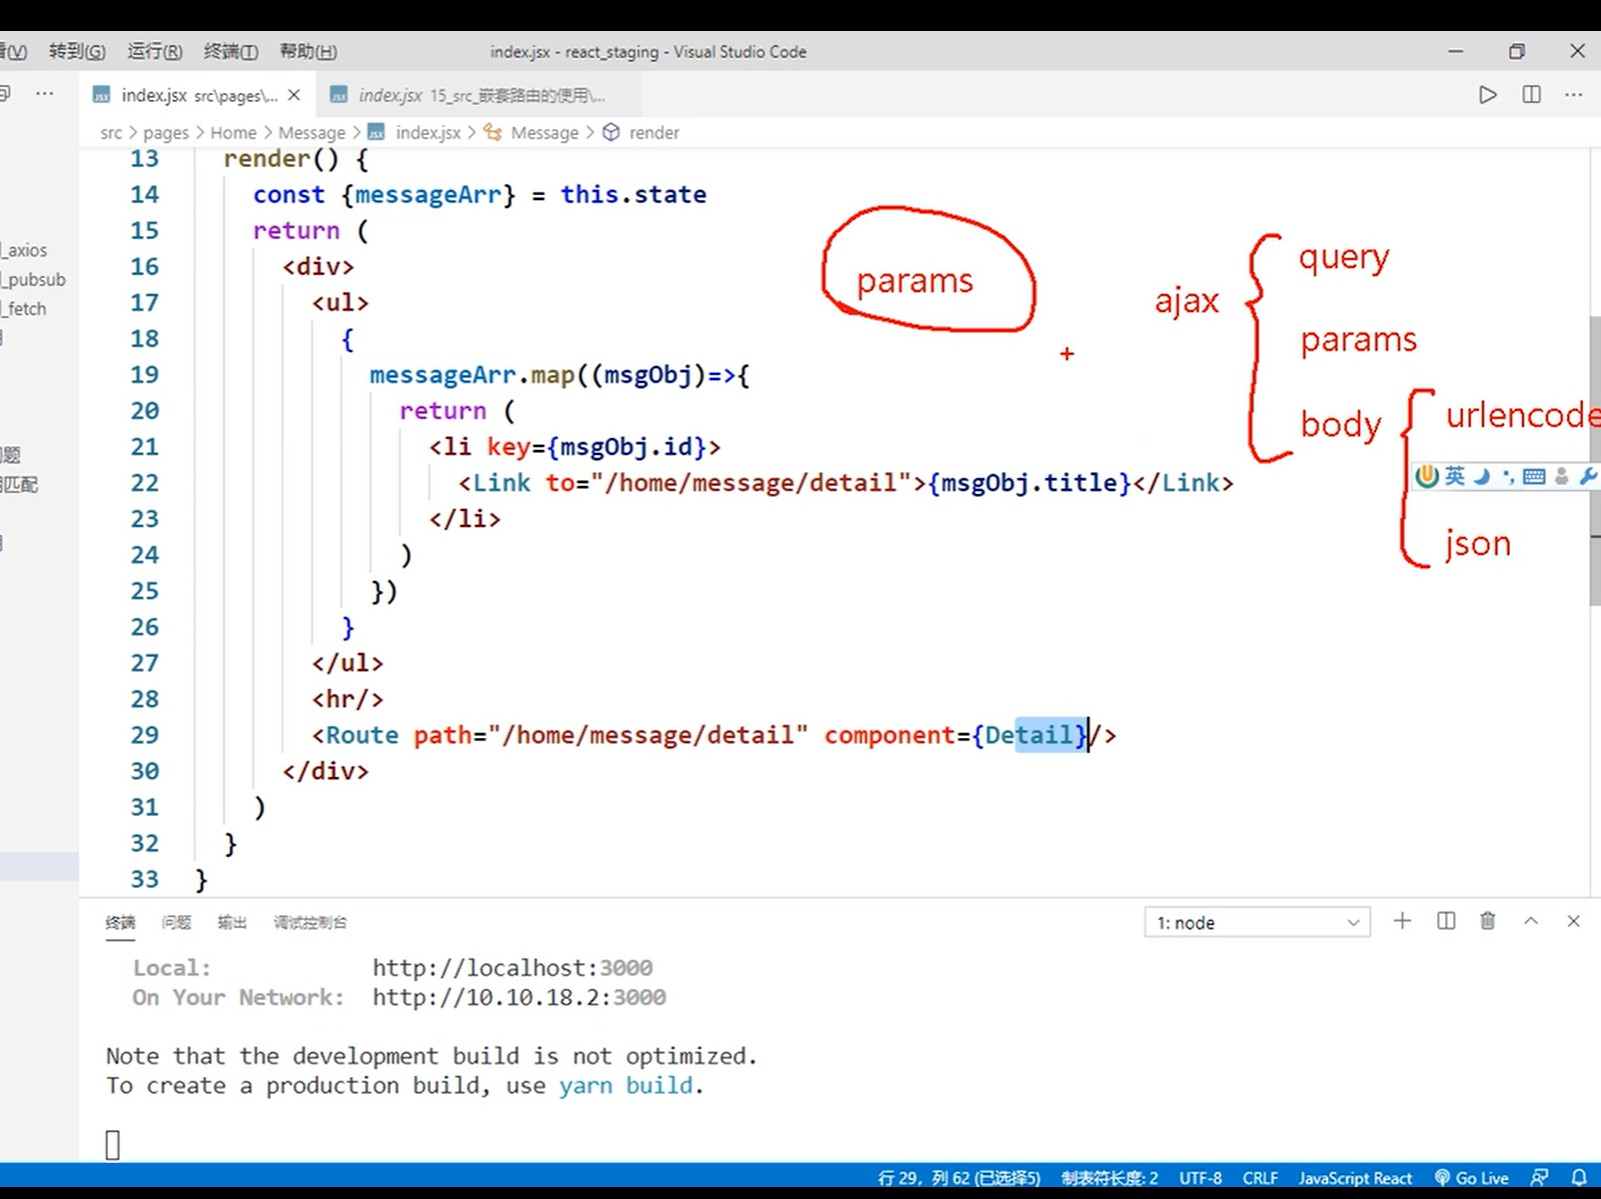 看(V) 转到(G) 运行(R) 终端(T) 帮助(H) index.jsx - react_staging - Visual Studio Code
index.jsx src\pages\... index.jsx 15_src_嵌套路由的使用\...
src > pages > Home > Message > index.jsx > Message > render
_axios
_pubsub
_fetch
题
匹配
13 render() {
14 const {messageArr} = this.state
15 return (
16 <div>
17 <ul>
18 {
19 messageArr.map((msgObj)=>{
20 return (
21 <li key={msgObj.id}>
22 <Link to="/home/message/detail">{msgObj.title}</Link>
23 </li>
24 )
25 })
26 }
27 </ul>
28 <hr/>
29 <Route path="/home/message/detail" component={Detail}/>
30 </div>
31 )
32 }
33 }
params
ajax
query
params
body
urlencode
json
英
终端 问题 输出 调试控制台 1: node
Local: http://localhost:3000
On Your Network: http://10.10.18.2:3000
Note that the development build is not optimized.
To create a production build, use yarn build.
行 29，列 62 (已选择5) 制表符长度: 2 UTF-8 CRLF JavaScript React Go Live